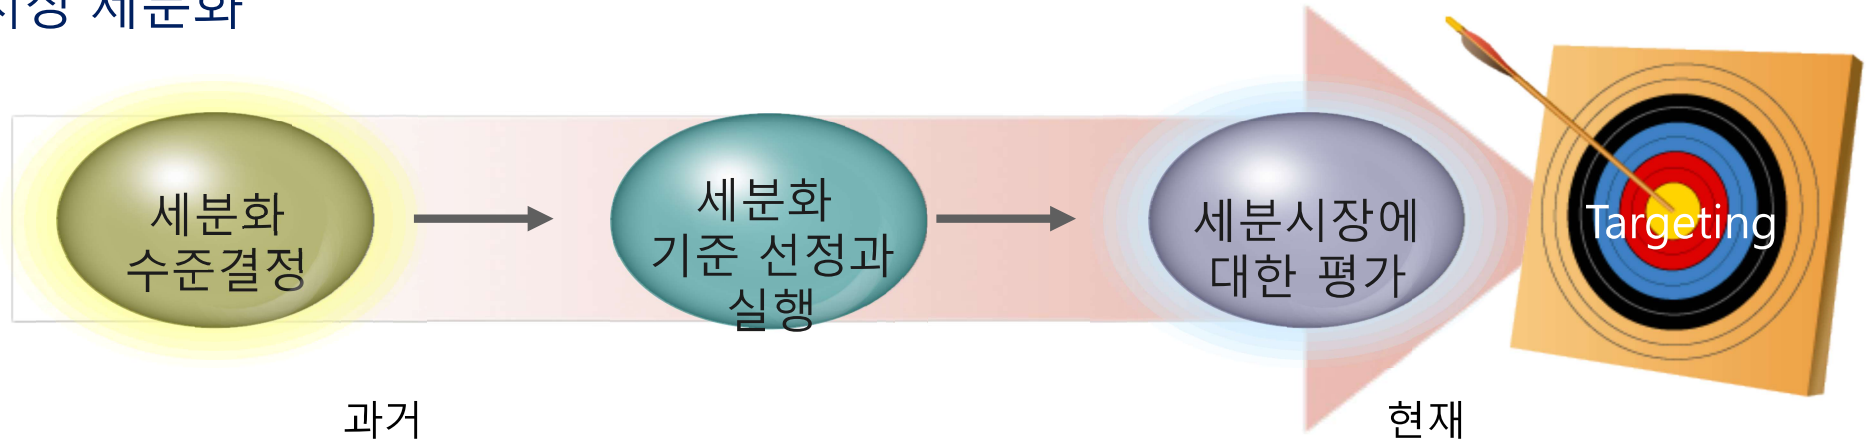 시장 세분화
세분화
수준결정
세분화
기준 선정과
실행
세분시장에
대한 평가
Targeting
과거
현재